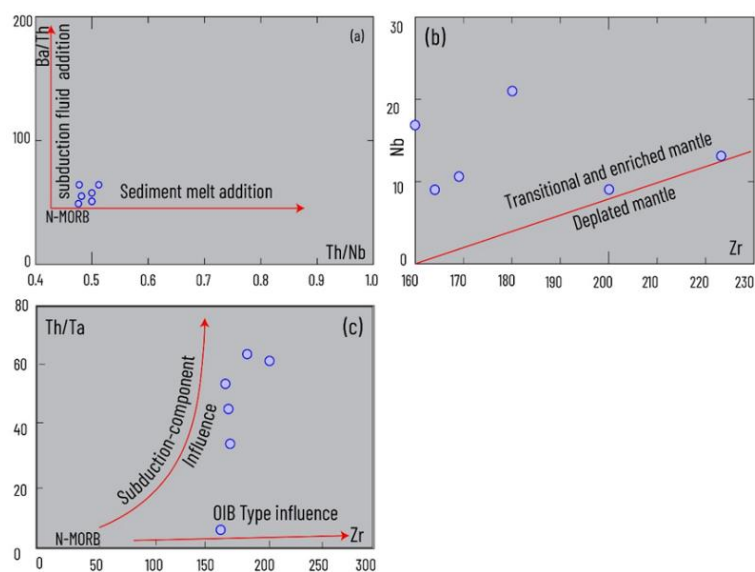 200
Ba/Th
(a)
subduction fluid addition
100
Sediment melt addition
N-MORB
0
Th/Nb
0.4
0.5
0.6
0.7
0.8
0.9
1.0
30
(b)
20
Nb
Transitional and enriched mantle
10
Deplated mantle
0
Zr
160
170
180
190
200
210
220
230
80
Th/Ta
(c)
60
Subduction-component
Influence
40
20
OIB Type influence
N-MORB
Zr
0
0
50
100
150
200
250
300